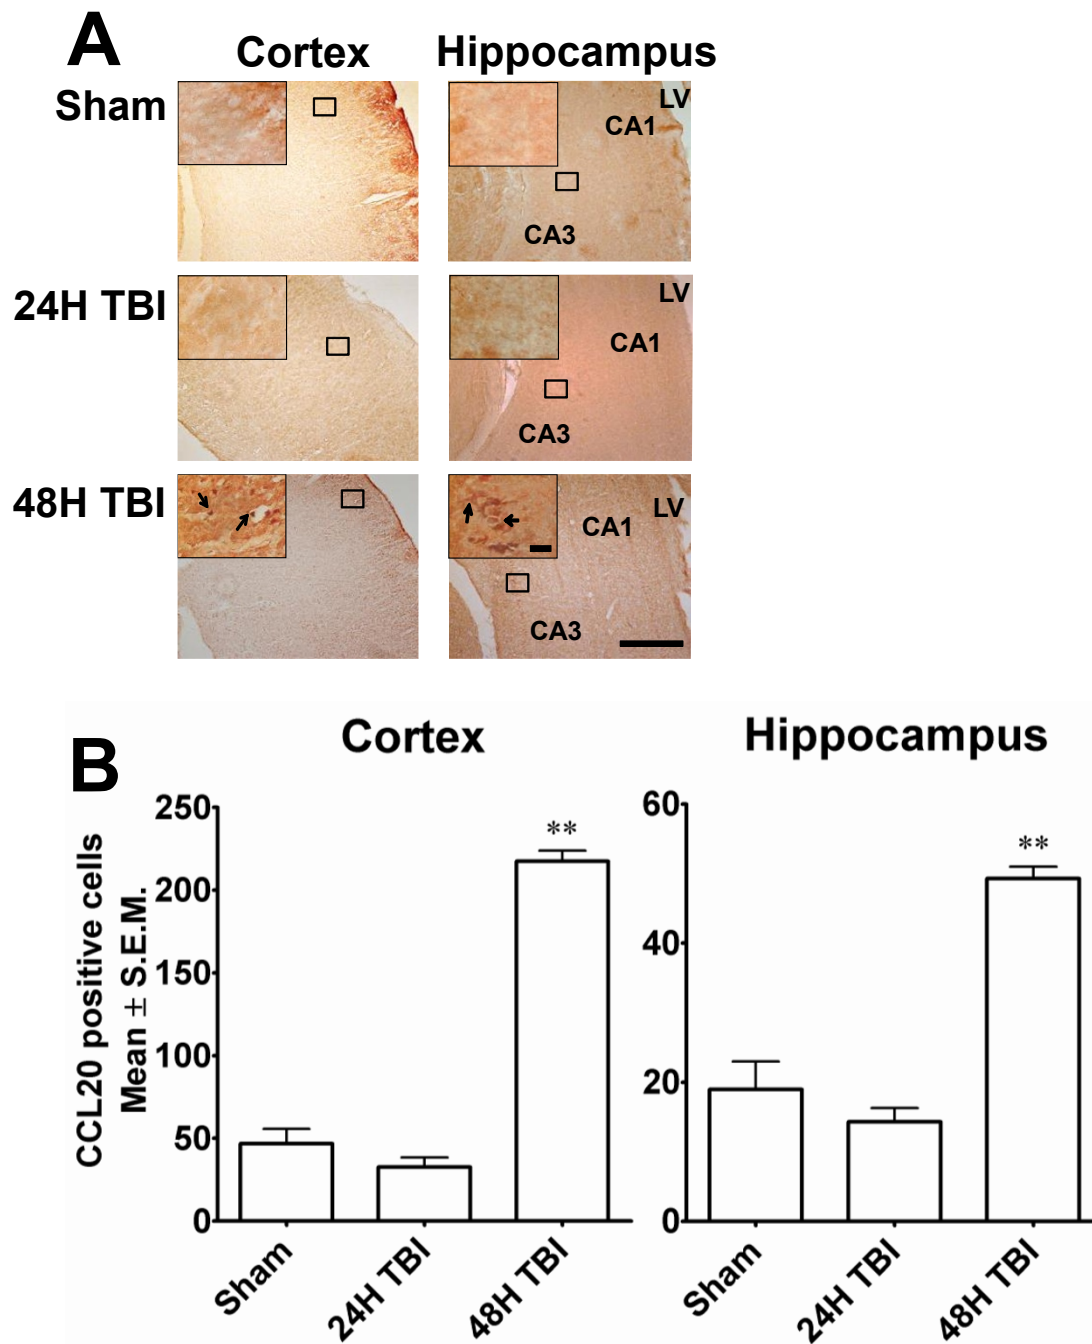 A
Cortex
Hippocampus
Sham
LV
CA1
CA3
24H TBI
LV
CA1
CA3
48H TBI
LV
CA1
CA3
B
Cortex
Hippocampus
CCL20 positive cells
Mean ± S.E.M.
250
200
150
100
50
0
**
Sham
24H TBI
48H TBI
60
40
20
0
**
Sham
24H TBI
48H TBI